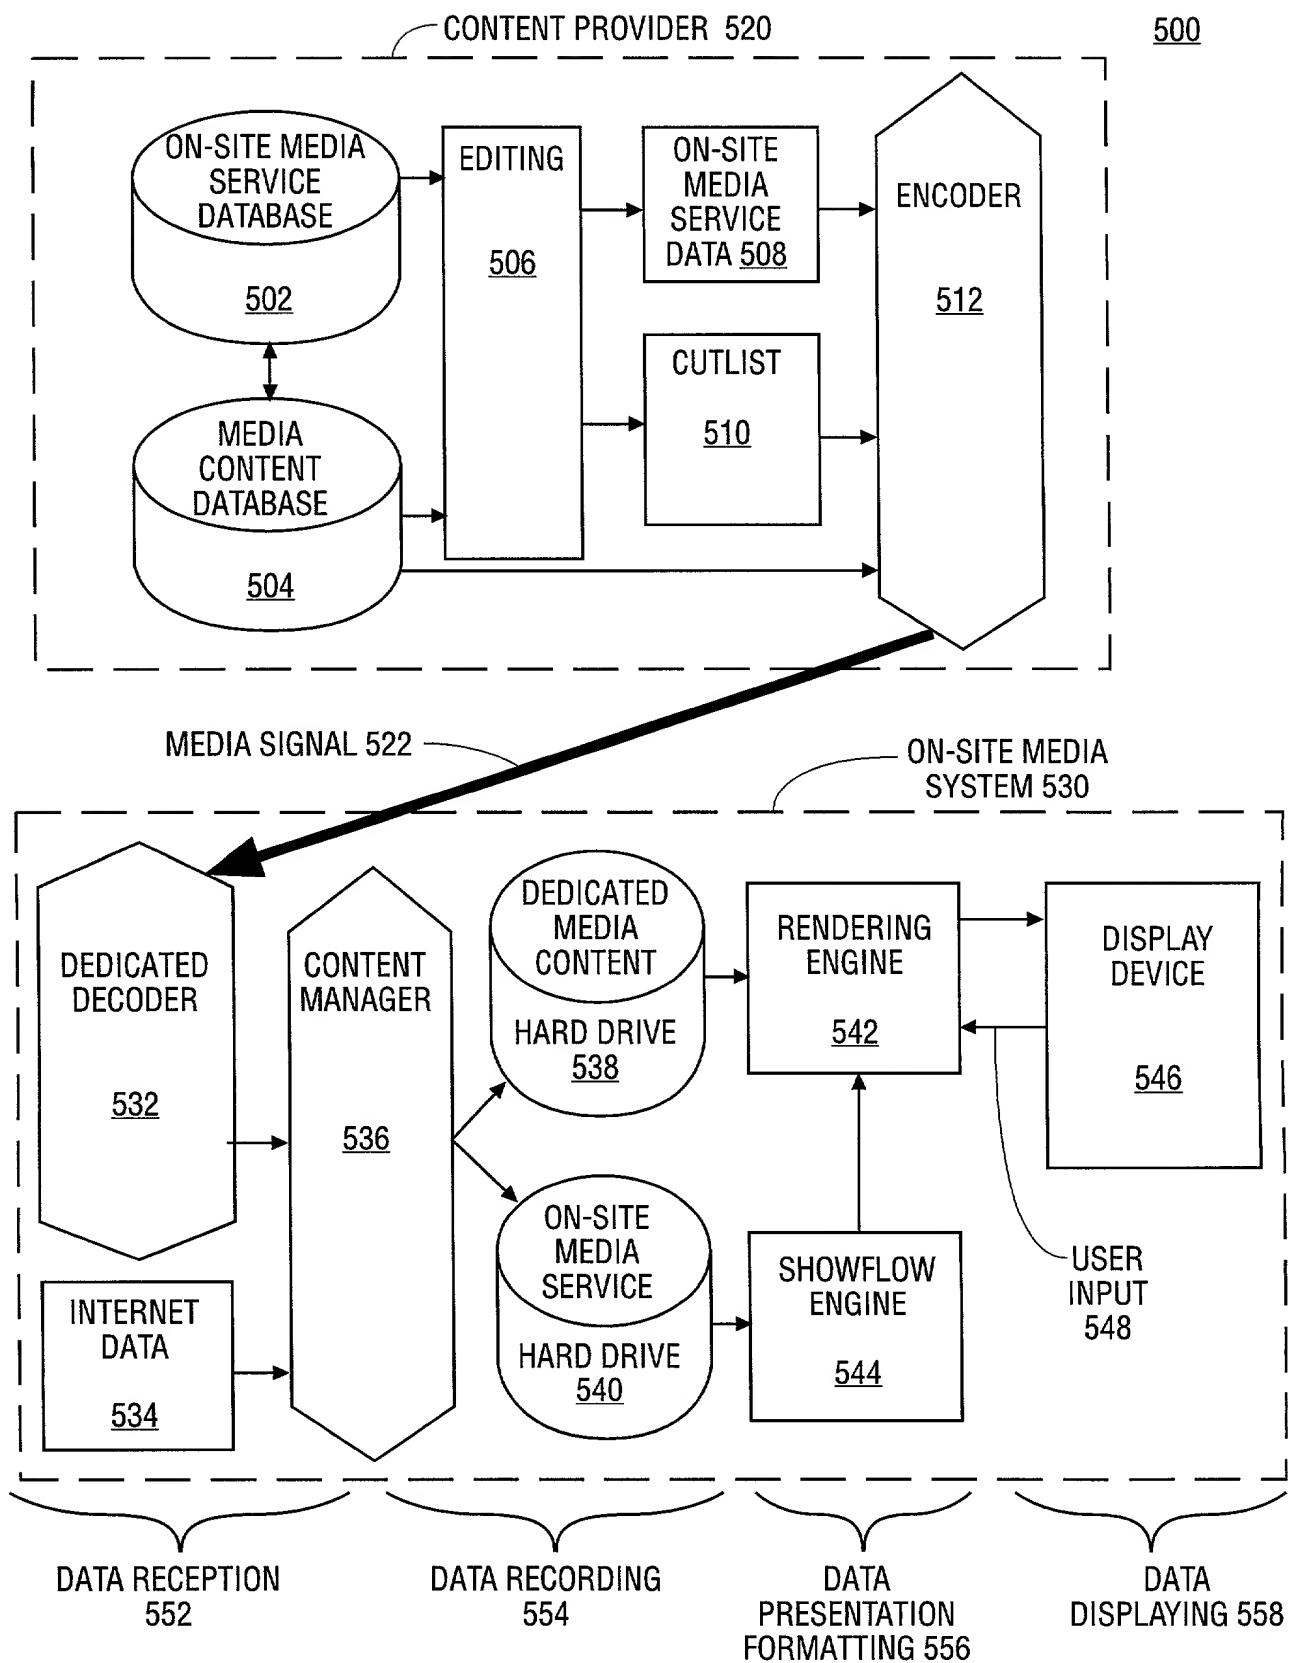 CONTENT PROVIDER 520
500
ON-SITE MEDIA
SERVICE
DATABASE
502
EDITING
506
ON-SITE
MEDIA
SERVICE
DATA 508
ENCODER
512
CUTLIST
510
MEDIA
CONTENT
DATABASE
504
MEDIA SIGNAL 522
ON-SITE MEDIA
SYSTEM 530
DEDICATED
DECODER
532
CONTENT
MANAGER
536
DEDICATED
MEDIA
CONTENT
HARD DRIVE
538
RENDERING
ENGINE
542
DISPLAY
DEVICE
546
INTERNET
DATA
534
ON-SITE
MEDIA
SERVICE
HARD DRIVE
540
SHOWFLOW
ENGINE
544
USER
INPUT
548
DATA RECEPTION
552
DATA RECORDING
554
DATA
PRESENTATION
FORMATTING 556
DATA
DISPLAYING 558